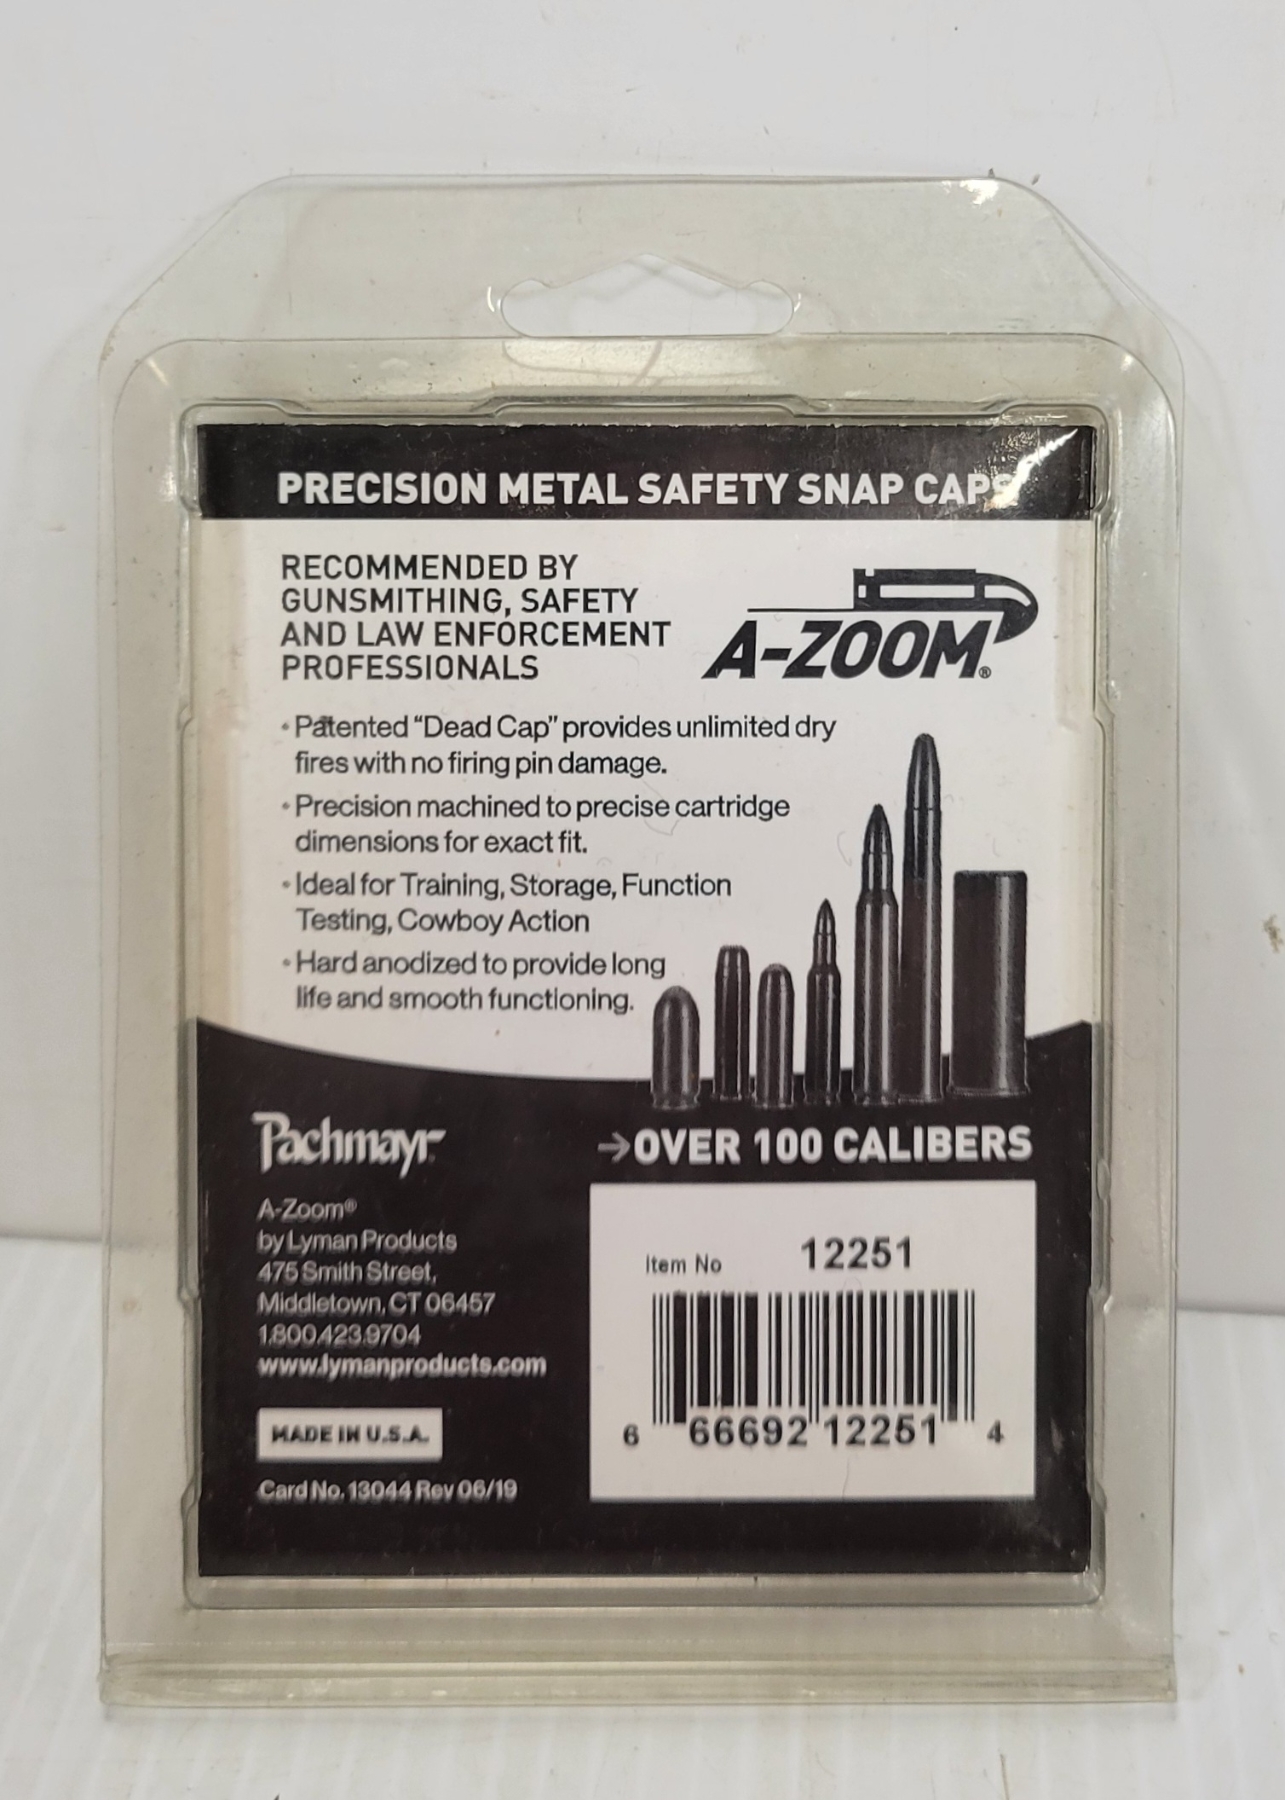 PRECISION METAL SAFETY SNAP CAPS
RECOMMENDED BY
GUNSMITHING, SAFETY
AND LAW ENFORCEMENT
PROFESSIONALS
A-ZOOM®
• Patented “Dead Cap” provides unlimited dry
fires with no firing pin damage.
• Precision machined to precise cartridge
dimensions for exact fit.
• Ideal for Training, Storage, Function
Testing, Cowboy Action
• Hard anodized to provide long
life and smooth functioning.
Pachmayr
→OVER 100 CALIBERS
A-Zoom®
by Lyman Products
475 Smith Street,
Middletown, CT 06457
1.800.423.9704
www.lymanproducts.com
MADE IN U.S.A.
Card No. 13044 Rev 06/19
Item No 12251
6 66692 12251 4